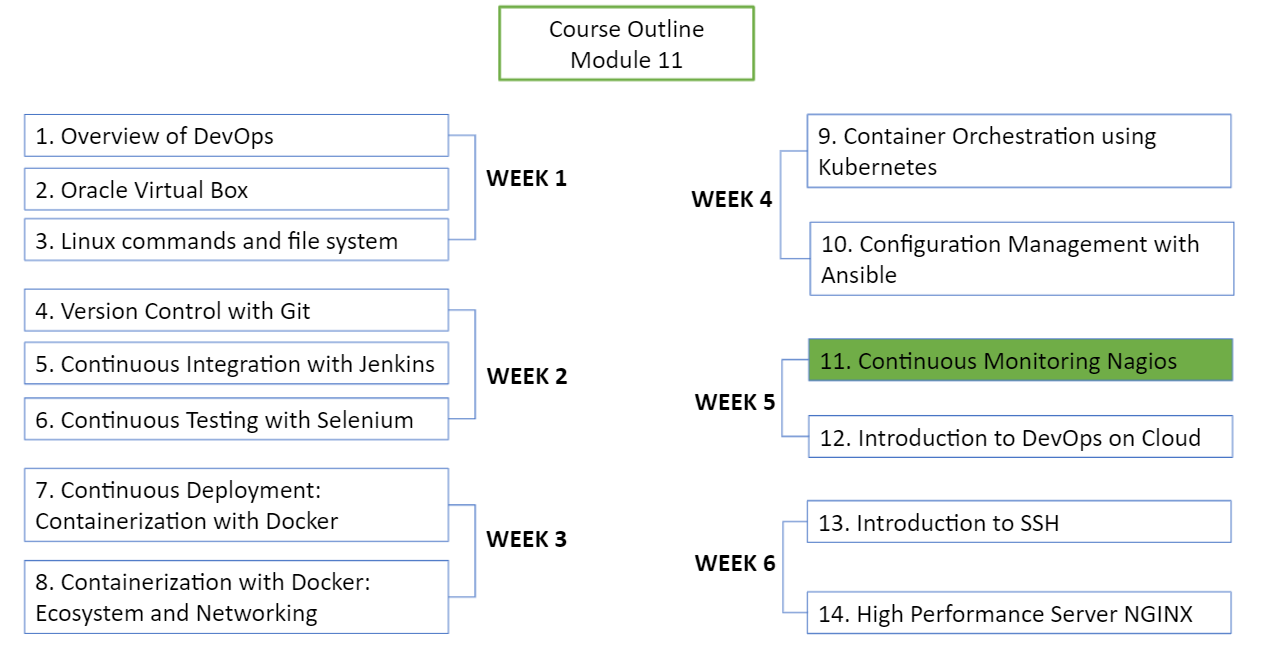 Course Outline
Module 11
1. Overview of DevOps
2. Oracle Virtual Box
3. Linux commands and file system
WEEK 1
4. Version Control with Git
5. Continuous Integration with Jenkins
6. Continuous Testing with Selenium
WEEK 2
7. Continuous Deployment:
Containerization with Docker
8. Containerization with Docker:
Ecosystem and Networking
WEEK 3
9. Container Orchestration using
Kubernetes
10. Configuration Management with
Ansible
WEEK 4
11. Continuous Monitoring Nagios
12. Introduction to DevOps on Cloud
WEEK 5
13. Introduction to SSH
14. High Performance Server NGINX
WEEK 6